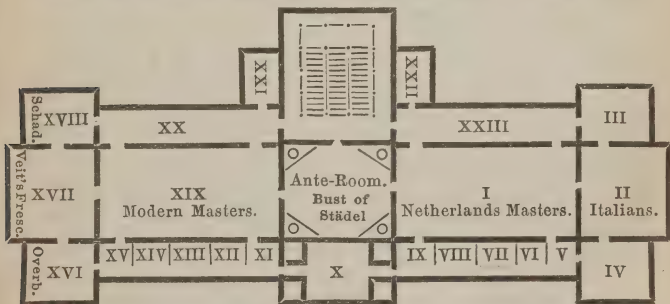 XXI
XXII
Schad.
XVIII
XX
XXIII
III
Veit's Fresc.
XVII
XIX
Modern Masters.
Ante-Room.
Bust of
Städel
I
Netherlands Masters.
II
Italians.
Overb.
XVI
XV XIV XIII XII XI
X
IX VIII VII VI V
IV